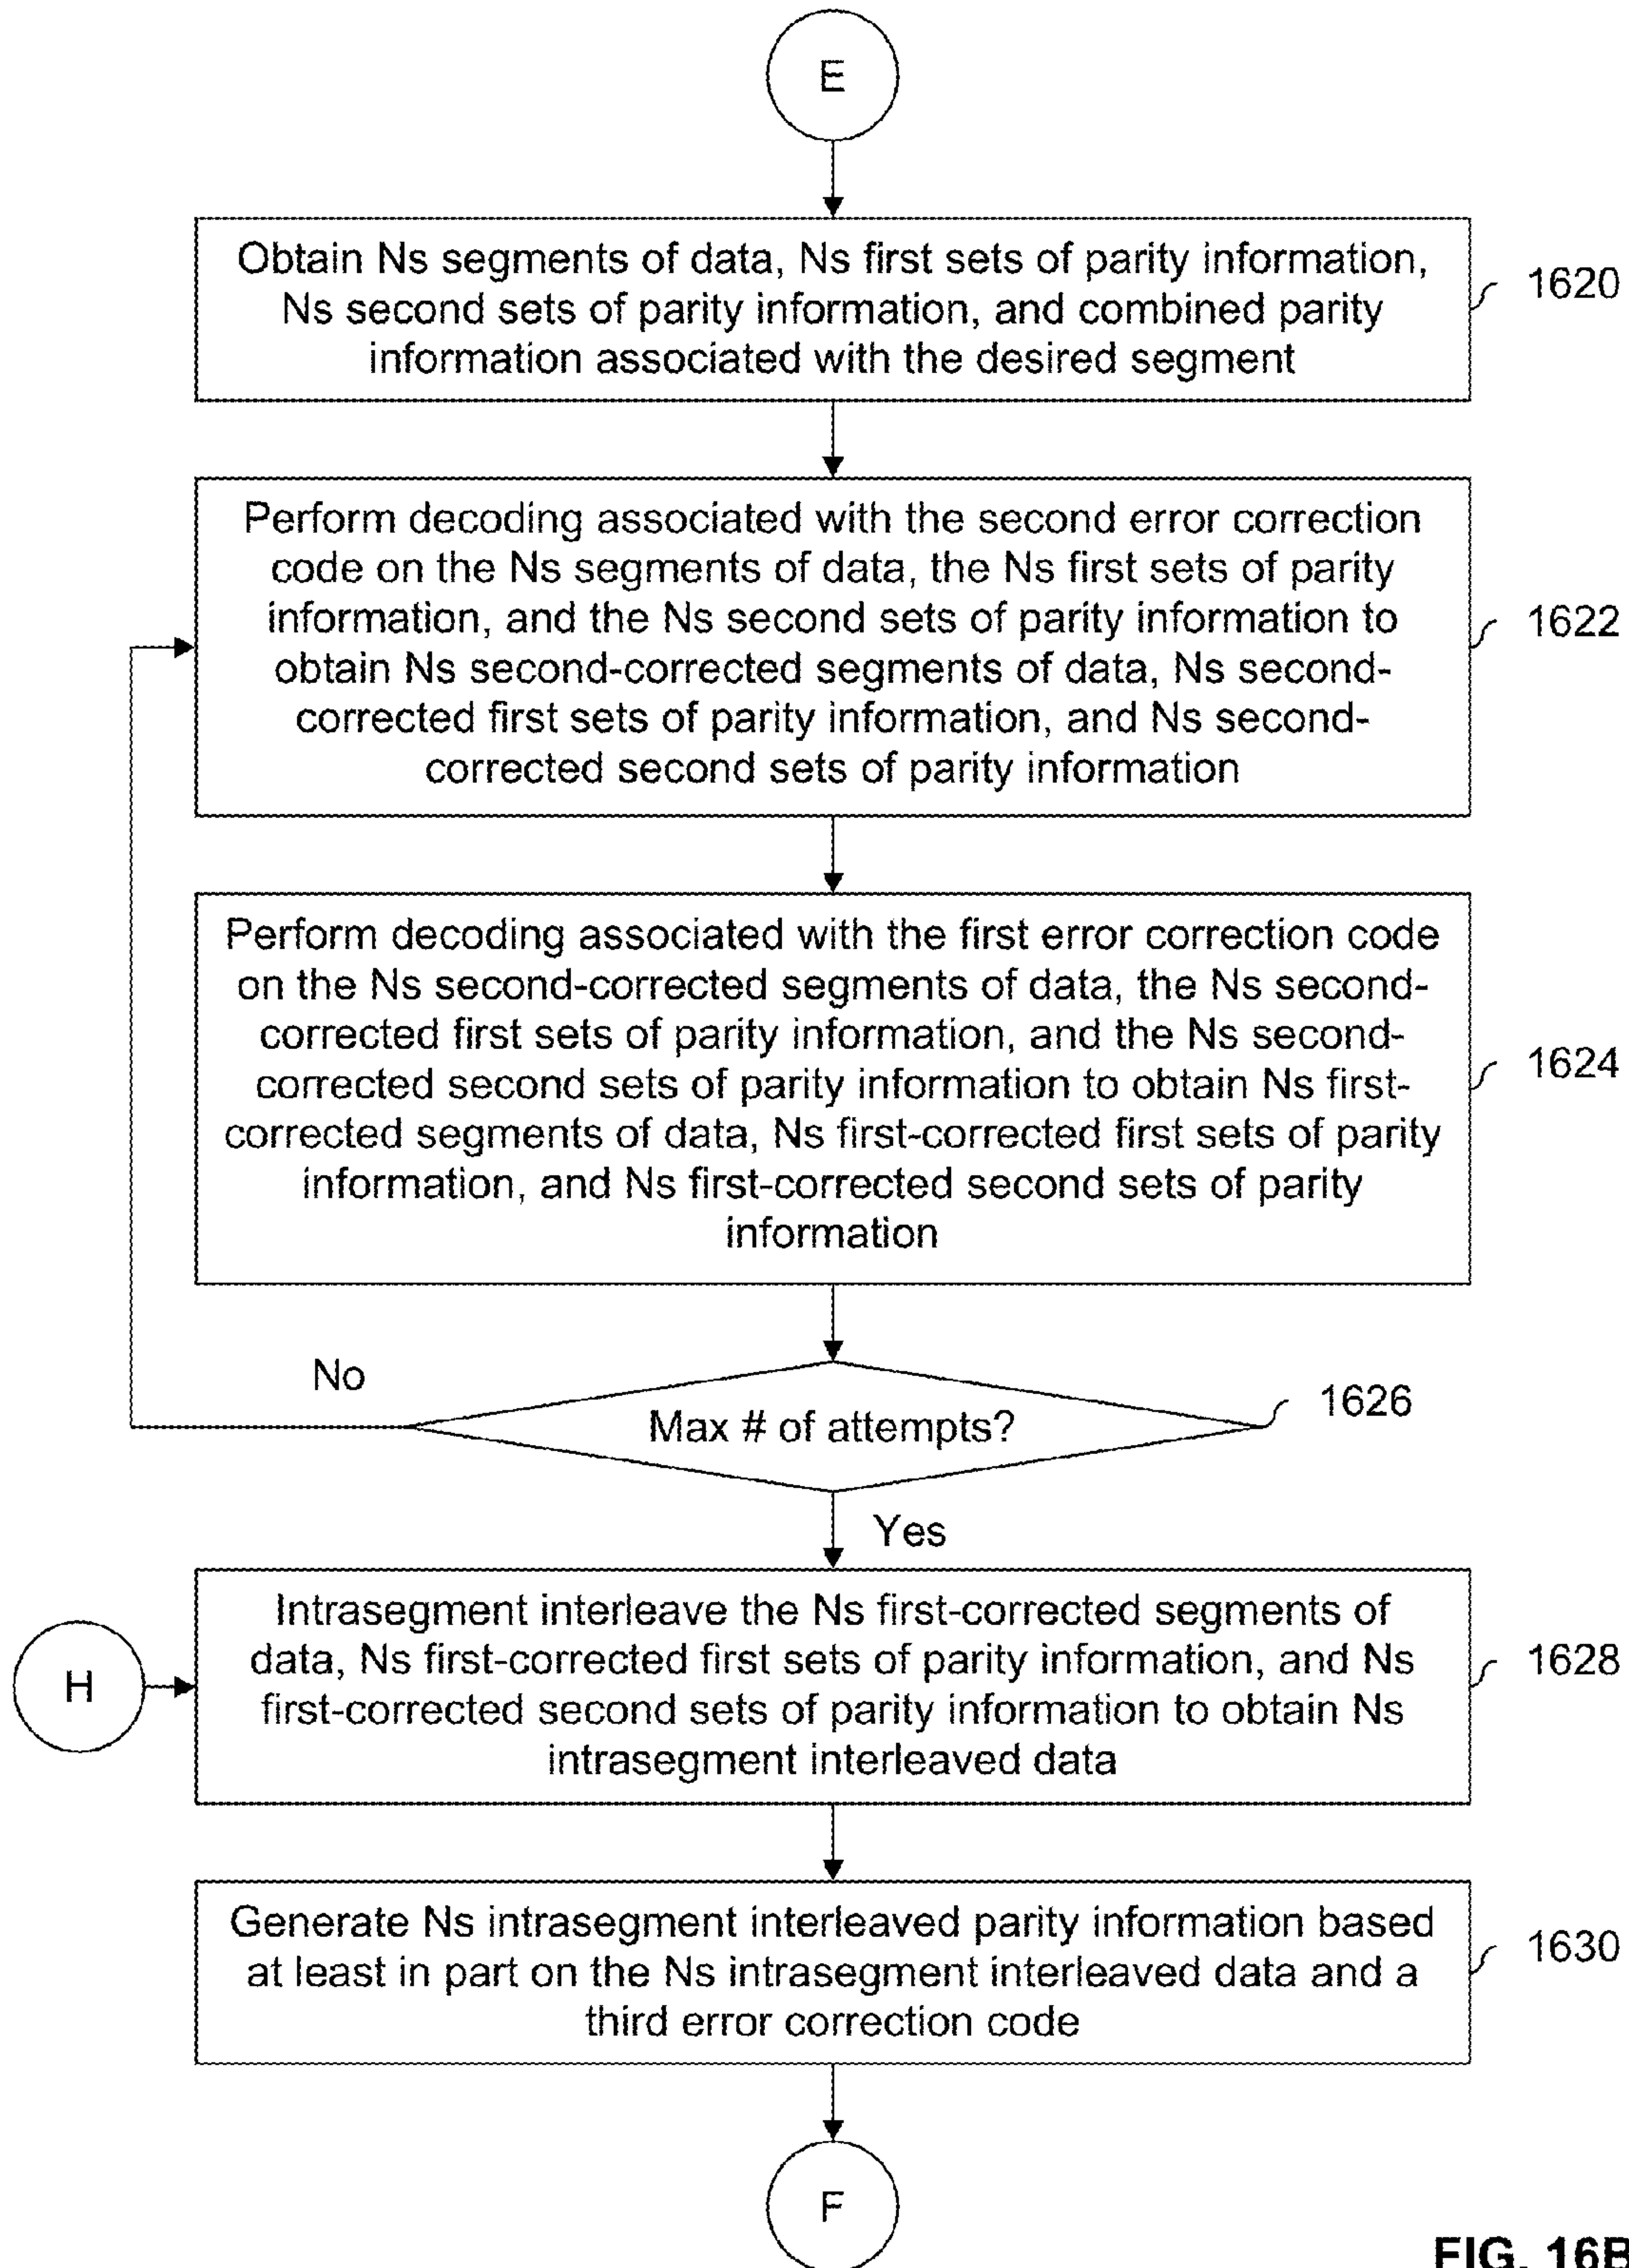 E
Obtain Ns segments of data, Ns first sets of parity information,
Ns second sets of parity information, and combined parity
information associated with the desired segment
1620
Perform decoding associated with the second error correction
code on the Ns segments of data, the Ns first sets of parity
information, and the Ns second sets of parity information to
obtain Ns second-corrected segments of data, Ns second-
corrected first sets of parity information, and Ns second-
corrected second sets of parity information
1622
Perform decoding associated with the first error correction code
on the Ns second-corrected segments of data, the Ns second-
corrected first sets of parity information, and the Ns second-
corrected second sets of parity information to obtain Ns first-
corrected segments of data, Ns first-corrected first sets of parity
information, and Ns first-corrected second sets of parity
information
1624
No
Max # of attempts?
1626
Yes
Intrasegment interleave the Ns first-corrected segments of
data, Ns first-corrected first sets of parity information, and Ns
first-corrected second sets of parity information to obtain Ns
intrasegment interleaved data
1628
H
Generate Ns intrasegment interleaved parity information based
at least in part on the Ns intrasegment interleaved data and a
third error correction code
1630
F
FIG. 16B